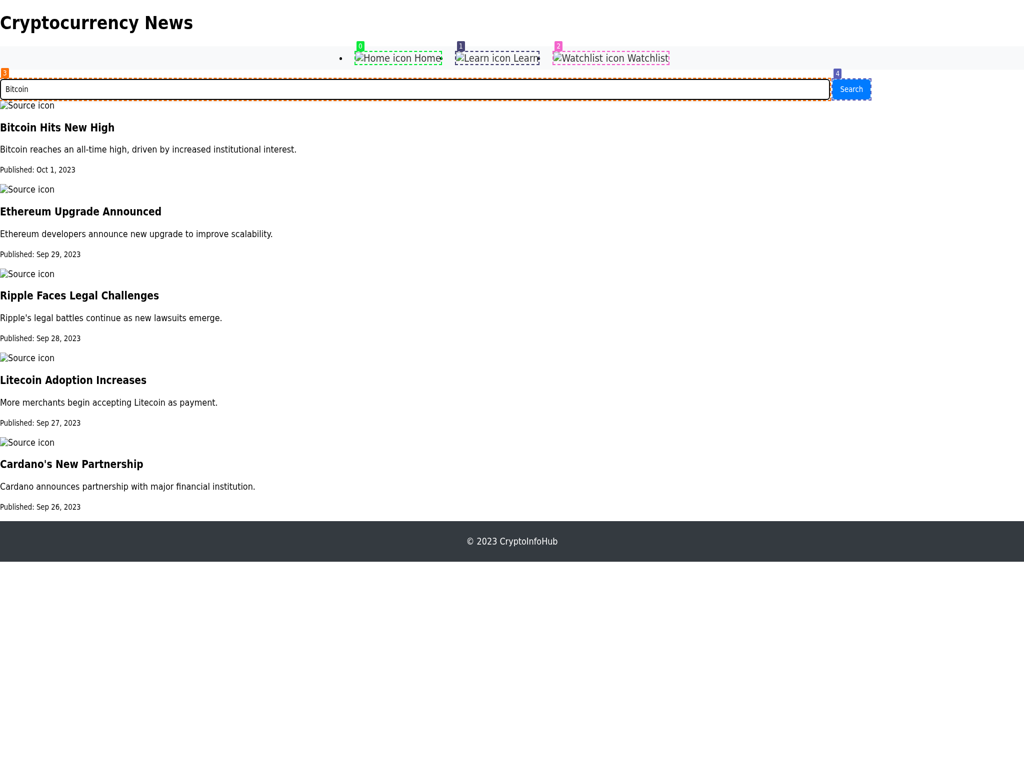 Cryptocurrency News
0
1
2
Home icon Home
Learn icon Learn
Watchlist icon Watchlist
3
4
Bitcoin
Search
Source icon
Bitcoin Hits New High
Bitcoin reaches an all-time high, driven by increased institutional interest.
Published: Oct 1, 2023
Source icon
Ethereum Upgrade Announced
Ethereum developers announce new upgrade to improve scalability.
Published: Sep 29, 2023
Source icon
Ripple Faces Legal Challenges
Ripple's legal battles continue as new lawsuits emerge.
Published: Sep 28, 2023
Source icon
Litecoin Adoption Increases
More merchants begin accepting Litecoin as payment.
Published: Sep 27, 2023
Source icon
Cardano's New Partnership
Cardano announces partnership with major financial institution.
Published: Sep 26, 2023
© 2023 CryptoInfoHub